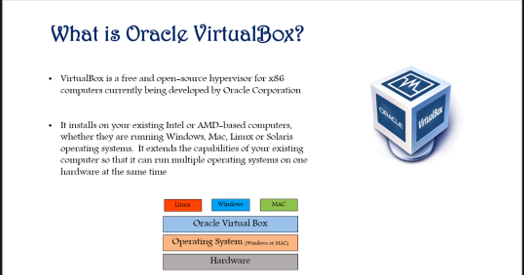 What is Oracle VirtualBox?
• VirtualBox is a free and open-source hypervisor for x86
computers currently being developed by Oracle Corporation
• It installs on your existing Intel or AMD-based computers,
whether they are running Windows, Mac, Linux or Solaris
operating systems. It extends the capabilities of your existing
computer so that it can run multiple operating systems on one
hardware at the same time
ORACLE VirtualBox
Linux Windows MAC
Oracle Virtual Box
Operating System (Windows or MAC)
Hardware